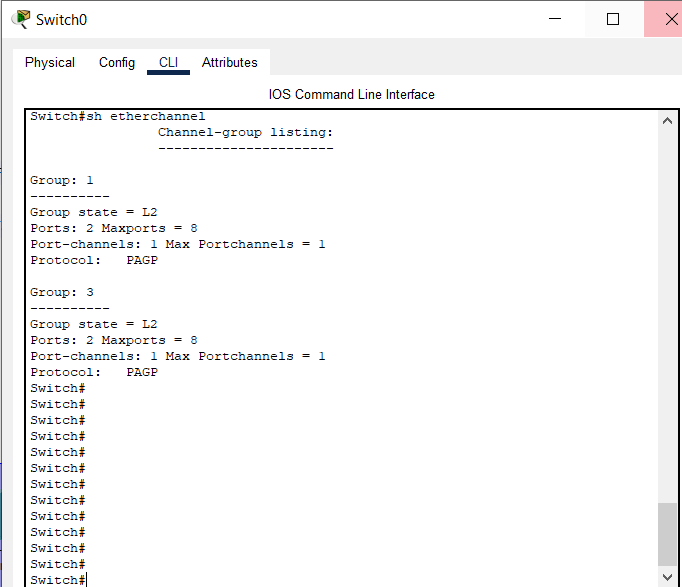 Switch0
Physical Config CLI Attributes
IOS Command Line Interface
Switch#sh etherchannel
Channel-group listing:
----------------------
Group: 1
----------
Group state = L2
Ports: 2 Maxports = 8
Port-channels: 1 Max Portchannels = 1
Protocol:   PAGP
Group: 3
----------
Group state = L2
Ports: 2 Maxports = 8
Port-channels: 1 Max Portchannels = 1
Protocol:   PAGP
Switch#
Switch#
Switch#
Switch#
Switch#
Switch#
Switch#
Switch#
Switch#
Switch#
Switch#
Switch#
Switch#